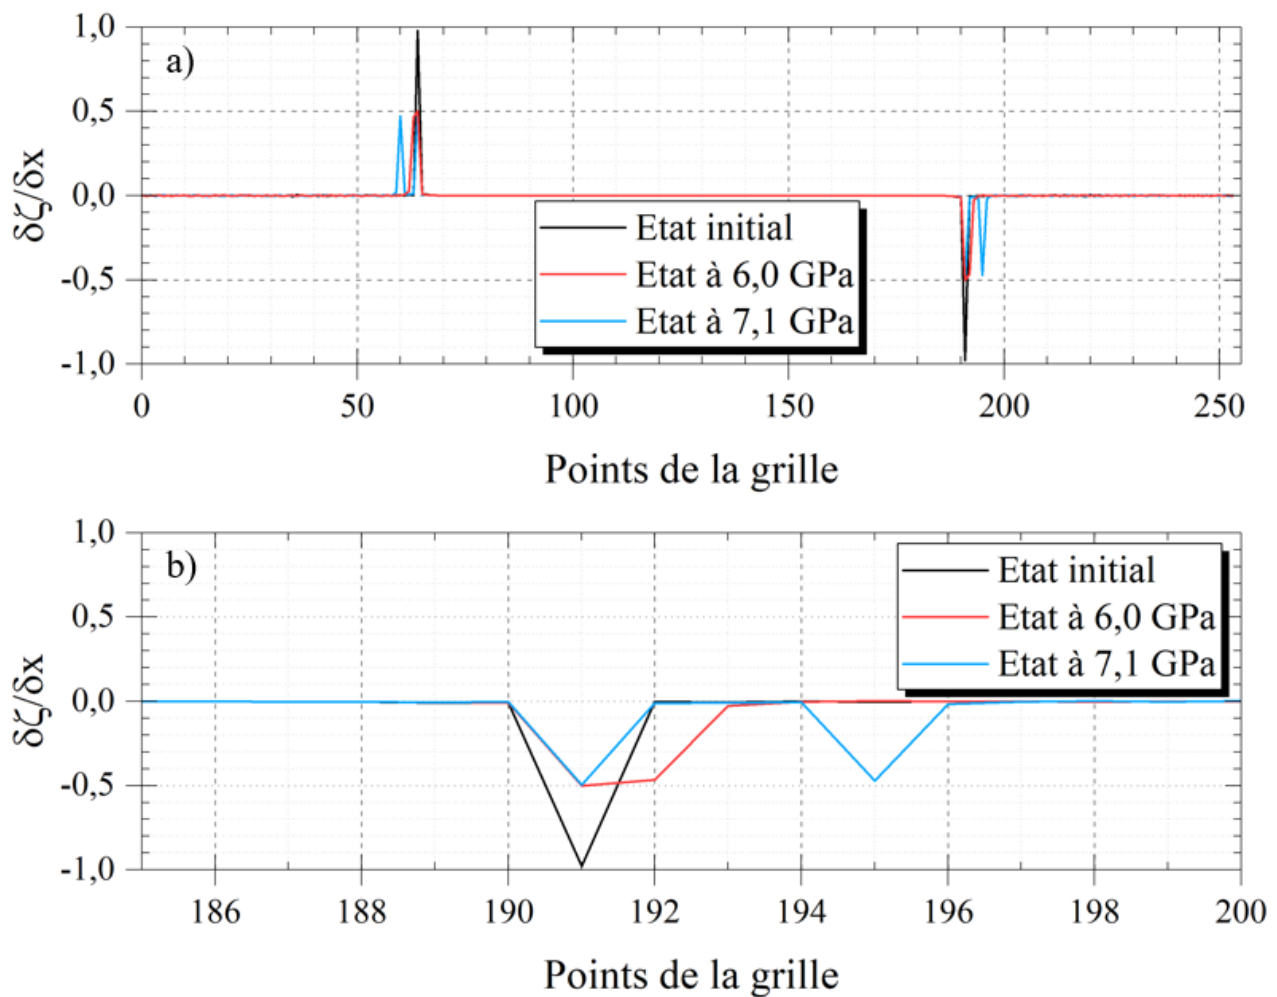 a)
1,0
0,5
0,0
-0,5
-1,0
δζ/δx
Etat initial
Etat à 6,0 GPa
Etat à 7,1 GPa
0 50 100 150 200 250
Points de la grille
b)
1,0
0,5
0,0
-0,5
-1,0
δζ/δx
Etat initial
Etat à 6,0 GPa
Etat à 7,1 GPa
186 188 190 192 194 196 198 200
Points de la grille